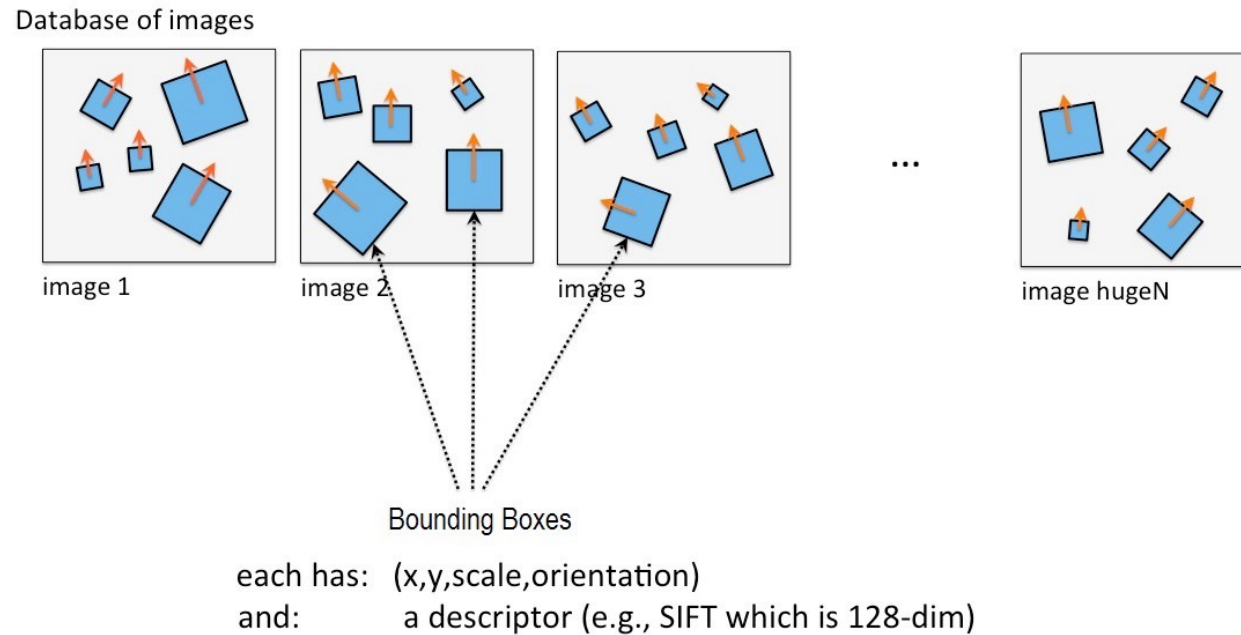 Database of images
...
image 1
image 2
image 3
image hugeN
Bounding Boxes
each has: (x,y,scale,orientation)
and: a descriptor (e.g., SIFT which is 128-dim)